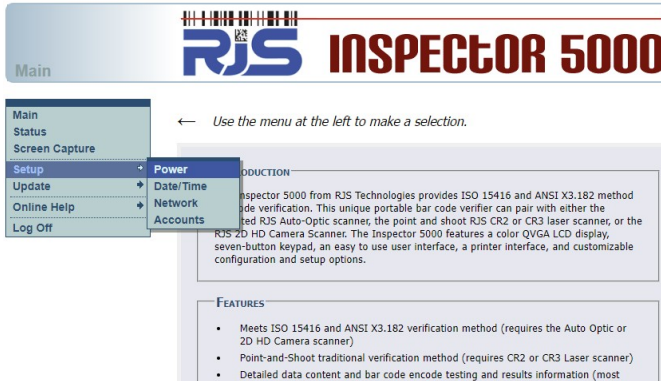 RJS INSPECTOR 5000
Main
Main
Status
Screen Capture
Setup
Update
Online Help
Log Off
Power
Date/Time
Network
Accounts
← Use the menu at the left to make a selection.
nspector 5000 from RJS Technologies provides ISO 15416 and ANSI X3.182 method
ode verification. This unique portable bar code verifier can pair with either the
ted RJS Auto-Optic scanner, the point and shoot RJS CR2 or CR3 laser scanner, or the
RJS 2D HD Camera Scanner. The Inspector 5000 features a color QVGA LCD display,
seven-button keypad, an easy to use user interface, a printer interface, and customizable
configuration and setup options.
FEATURES
• Meets ISO 15416 and ANSI X3.182 verification method (requires the Auto Optic or
2D HD Camera scanner)
• Point-and-Shoot traditional verification method (requires CR2 or CR3 Laser scanner)
• Detailed data content and bar code encode testing and results information (most